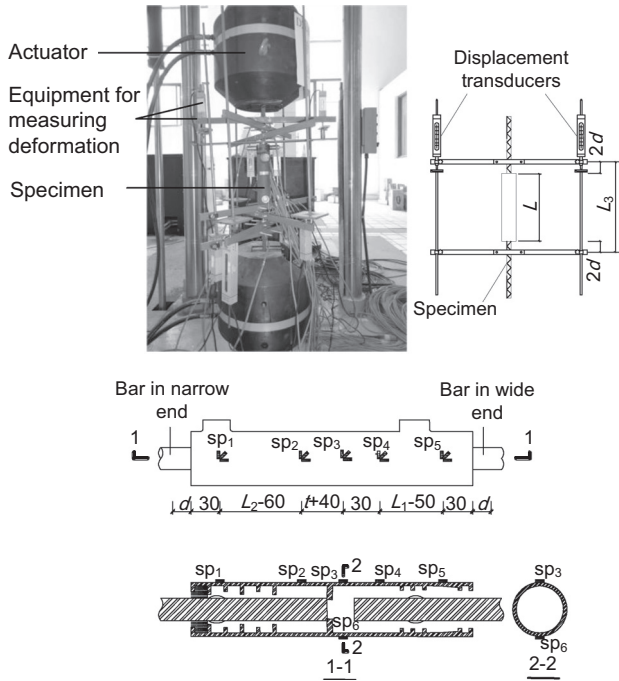 Actuator
Equipment for
measuring
deformation
Specimen
Displacement
transducers
2d
L
L3
2d
Specimen
Bar in narrow
end
Bar in wide
end
1
1
sp1
sp2
sp3
sp4
sp5
d
30
L2-60
t+40
30
L1-50
30
d
sp1
sp2
sp3
2
sp4
sp5
sp3
sp6
2
sp6
1-1
2-2